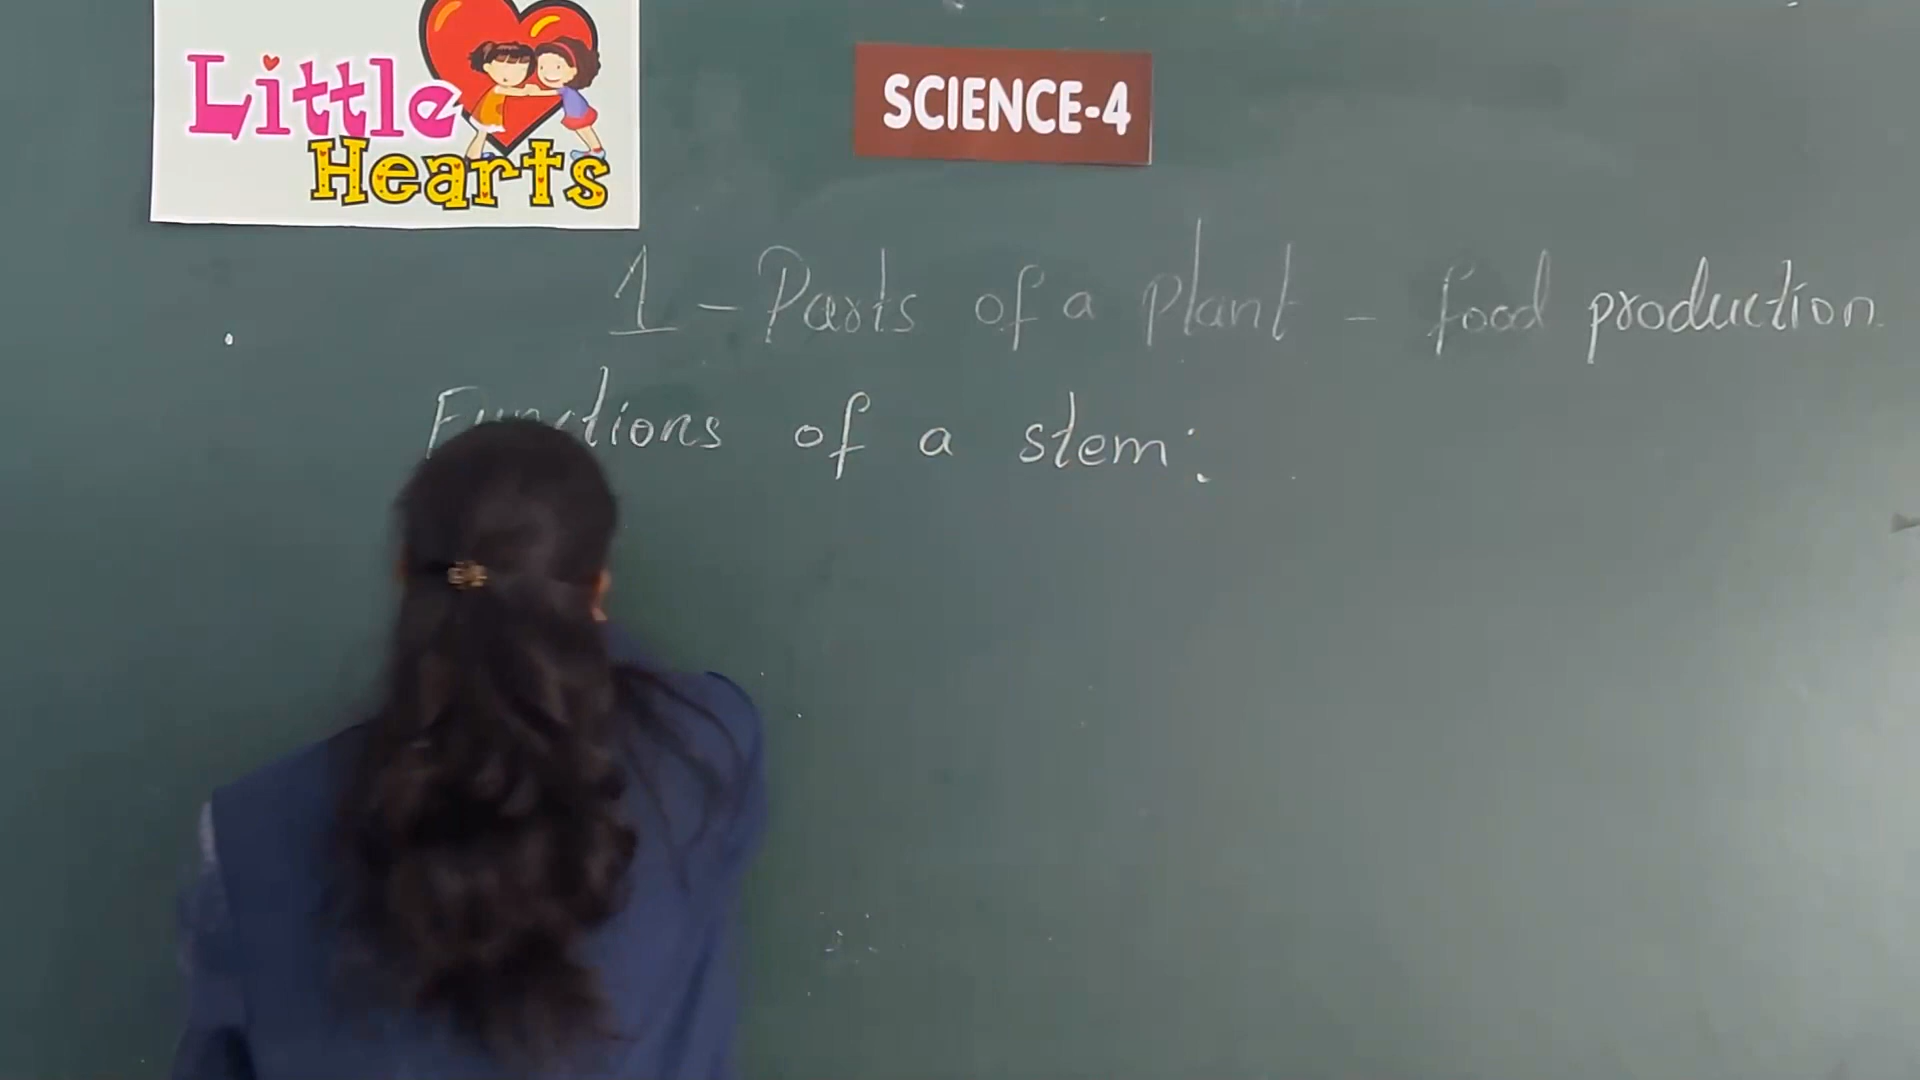 Little
Hearts
SCIENCE-4
1 - Parts of a plant - food production
Functions of a stem: